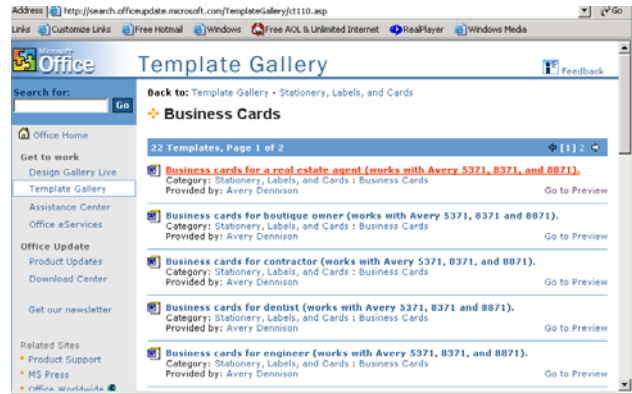 Address http://search.officeupdate.microsoft.com/TemplateGallery/ct110.asp Go
Links Customize Links Free Hotmail Windows Free AOL & Unlimited Internet RealPlayer Windows Media
Microsoft
Office
Template Gallery
Feedback
Search for:
Go
Back to: Template Gallery - Stationery, Labels, and Cards
Business Cards
Office Home
Get to work
Design Gallery Live
Template Gallery
Assistance Center
Office eServices
Office Update
Product Updates
Download Center
Get our newsletter
Related Sites
Product Support
MS Press
Office Worldwide
22 Templates, Page 1 of 2 [1] 2
Business cards for a real estate agent (works with Avery 5371, 8371, and 8871).
Category: Stationery, Labels, and Cards : Business Cards
Provided by: Avery Dennison Go to Preview
Business cards for boutique owner (works with Avery 5371, 8371 and 8871).
Category: Stationery, Labels, and Cards : Business Cards
Provided by: Avery Dennison Go to Preview
Business cards for contractor (works with Avery 5371, 8371 and 8871).
Category: Stationery, Labels, and Cards : Business Cards
Provided by: Avery Dennison Go to Preview
Business cards for dentist (works with Avery 5371, 8371 and 8871).
Category: Stationery, Labels, and Cards : Business Cards
Provided by: Avery Dennison Go to Preview
Business cards for engineer (works with Avery 5371, 8371 and 8871).
Category: Stationery, Labels, and Cards : Business Cards
Provided by: Avery Dennison Go to Preview